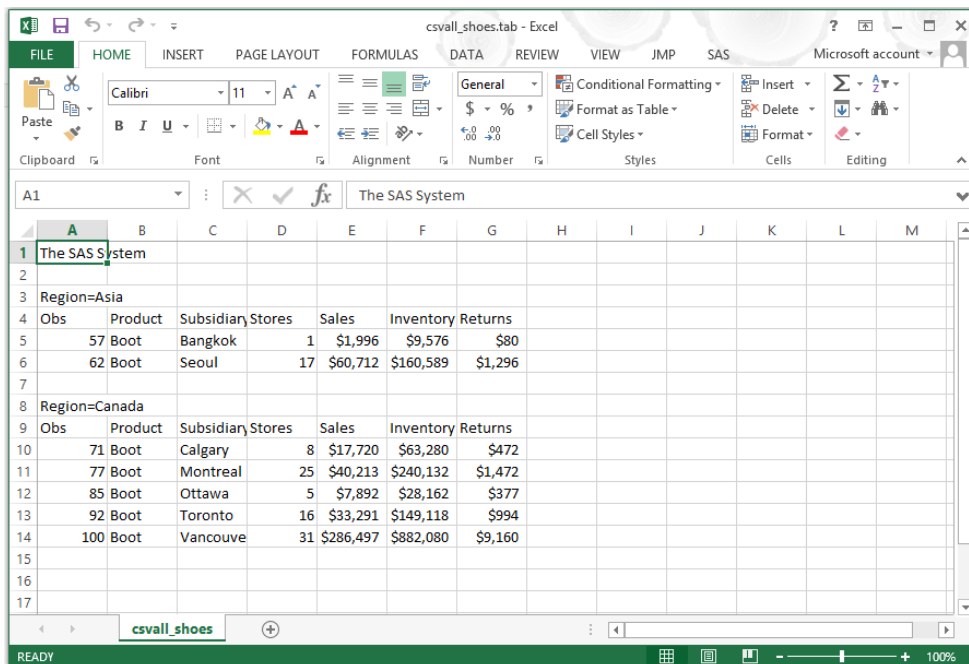 csvall_shoes.tab - Excel ?
FILE HOME INSERT PAGE LAYOUT FORMULAS DATA REVIEW VIEW JMP SAS Microsoft account
Paste Calibri 11 A A General Conditional Formatting Insert Σ A Z
B I U A $ % , Format as Table Delete
.00 .0 Cell Styles Format
Clipboard Font Alignment Number Styles Cells Editing
A1 fx The SAS System
A B C D E F G H I J K L M
1 The SAS System
2
3 Region=Asia
4 Obs Product Subsidiary Stores Sales Inventory Returns
5 57 Boot Bangkok 1 $1,996 $9,576 $80
6 62 Boot Seoul 17 $60,712 $160,589 $1,296
7
8 Region=Canada
9 Obs Product Subsidiary Stores Sales Inventory Returns
10 71 Boot Calgary 8 $17,720 $63,280 $472
11 77 Boot Montreal 25 $40,213 $240,132 $1,472
12 85 Boot Ottawa 5 $7,892 $28,162 $377
13 92 Boot Toronto 16 $33,291 $149,118 $994
14 100 Boot Vancouve 31 $286,497 $882,080 $9,160
15
16
17
csvall_shoes
READY 100%